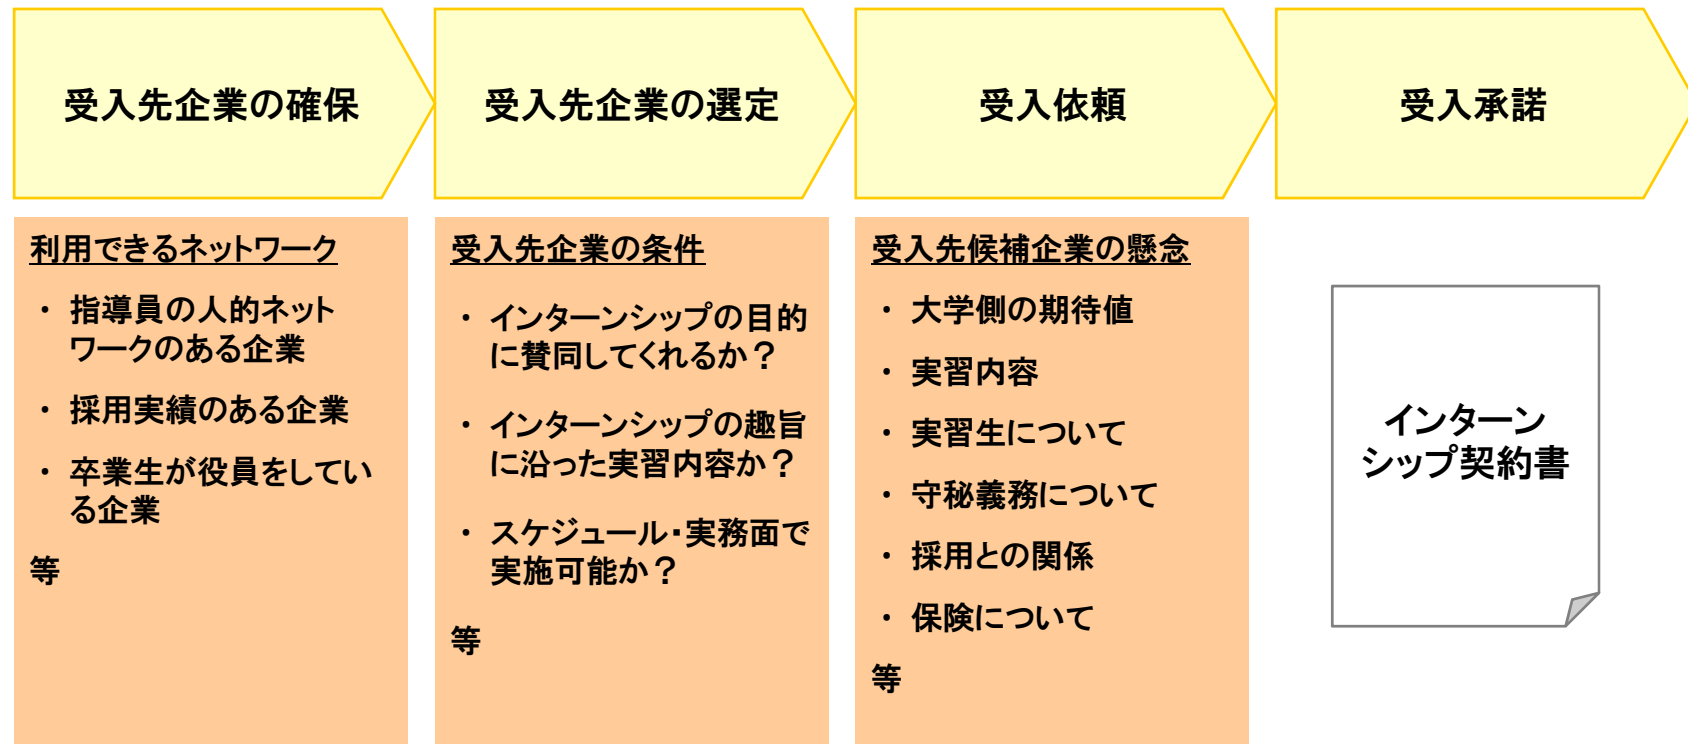 受入先企業の確保
受入先企業の選定
受入依頼
受入承諾
利用できるネットワーク
・ 指導員の人的ネット
ワークのある企業
・ 採用実績のある企業
・ 卒業生が役員をしてい
る企業
等
受入先企業の条件
・ インターンシップの目的
に賛同してくれるか？
・ インターンシップの趣旨
に沿った実習内容か？
・ スケジュール・実務面で
実施可能か？
等
受入先候補企業の懸念
・ 大学側の期待値
・ 実習内容
・ 実習生について
・ 守秘義務について
・ 採用との関係
・ 保険について
等
インターン
シップ契約書